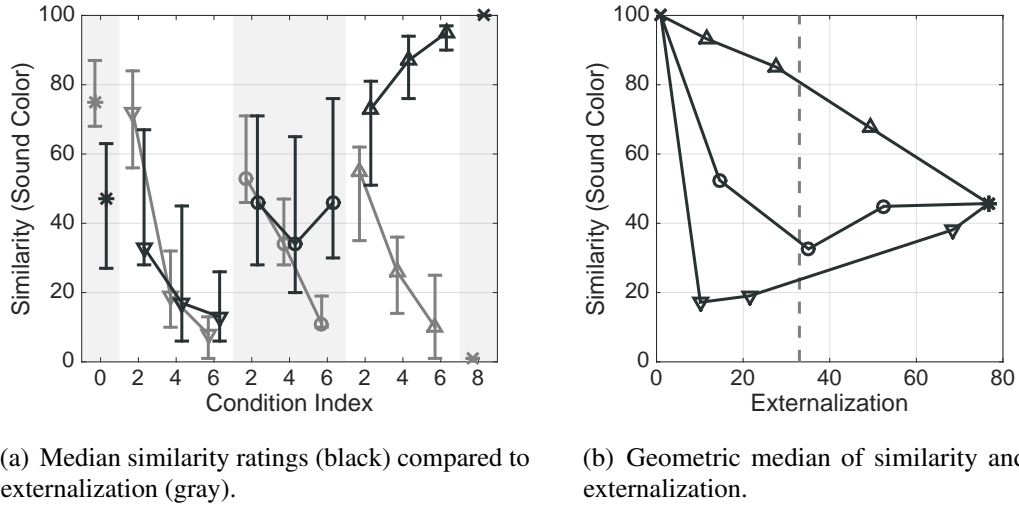 100
80
60
40
20
0
Similarity (Sound Color)
0 2 4 6 2 4 6 2 4 6 8
Condition Index
100
80
60
40
20
0
Similarity (Sound Color)
0 20 40 60 80
Externalization
(a) Median similarity ratings (black) compared to
externalization (gray).
(b) Geometric median of similarity and
externalization.